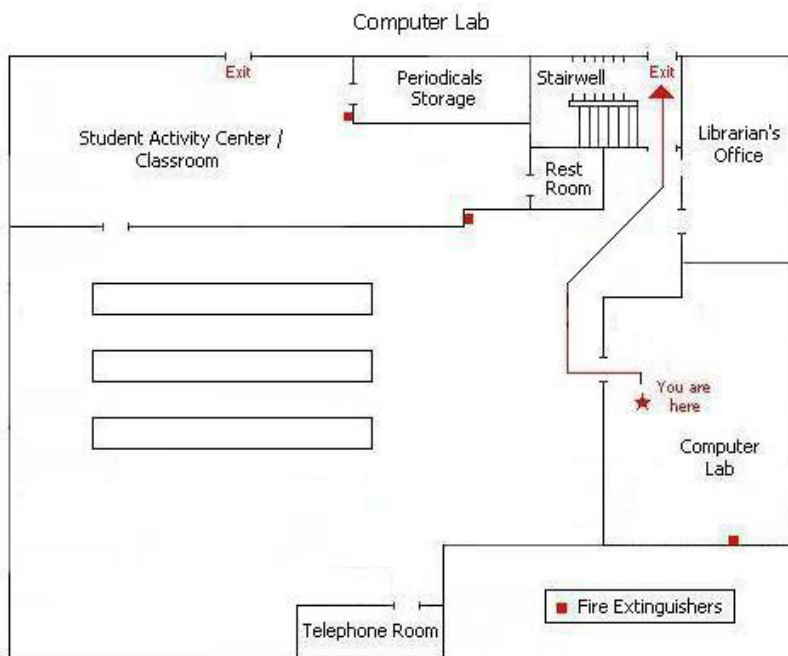 Computer Lab
Exit
Periodicals
Storage
Stairwell
Exit
Student Activity Center /
Classroom
Librarian's
Office
Rest
Room
You are
here
Computer
Lab
Fire Extinguishers
Telephone Room